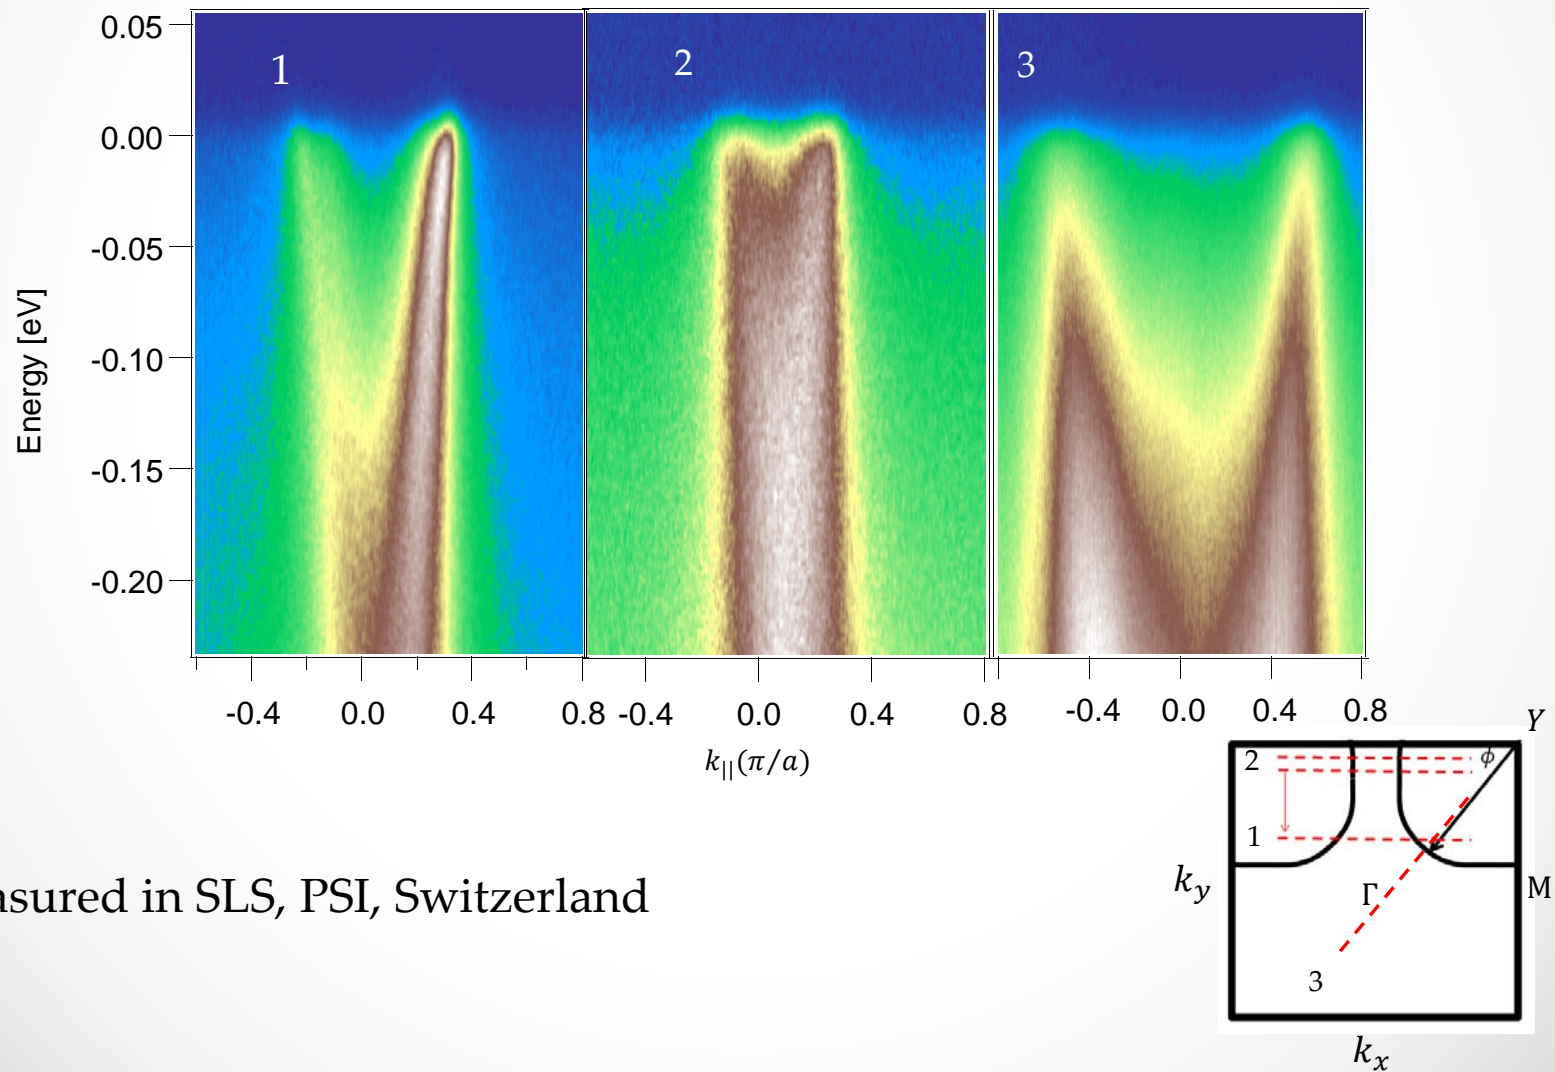 1 2 3
0.05
0.00
-0.05
-0.10
-0.15
-0.20
Energy [eV]
-0.4 0.0 0.4 0.8 -0.4 0.0 0.4 0.8 -0.4 0.0 0.4 0.8
k||(π/a)
Y
2 ϕ
1
k_y Γ M
3
k_x
asured in SLS, PSI, Switzerland